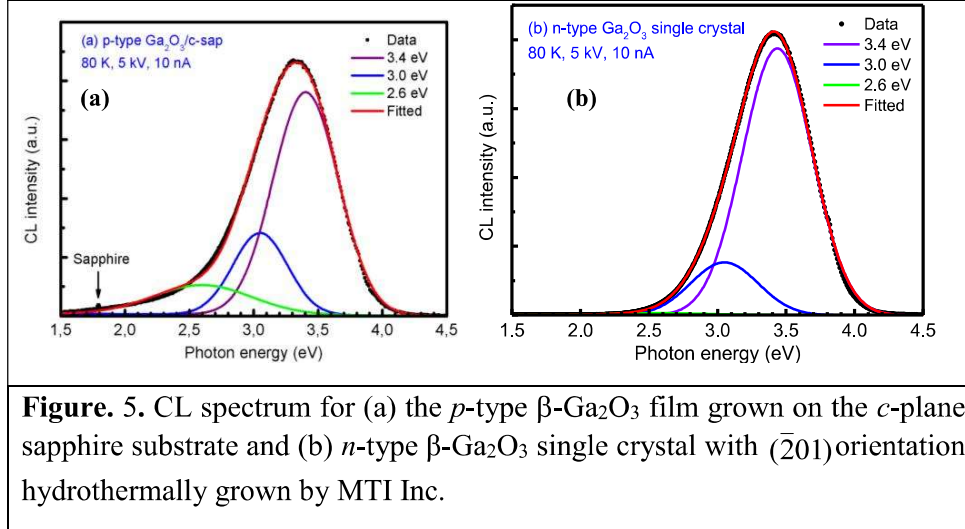 (a) p-type Ga2O3/c-sap
80 K, 5 kV, 10 nA
(a)
Data
3.4 eV
3.0 eV
2.6 eV
Fitted
CL intensity (a.u.)
Sapphire
1,5 2,0 2,5 3,0 3,5 4,0 4,5
Photon energy (eV)
(b) n-type Ga2O3 single crystal
80 K, 5 kV, 10 nA
(b)
Data
3.4 eV
3.0 eV
2.6 eV
Fitted
CL intensity (a.u.)
1.5 2.0 2.5 3.0 3.5 4.0 4.5
Photon energy (eV)
Figure. 5. CL spectrum for (a) the p-type β-Ga2O3 film grown on the c-plane
sapphire substrate and (b) n-type β-Ga2O3 single crystal with (2̄01) orientation
hydrothermally grown by MTI Inc.